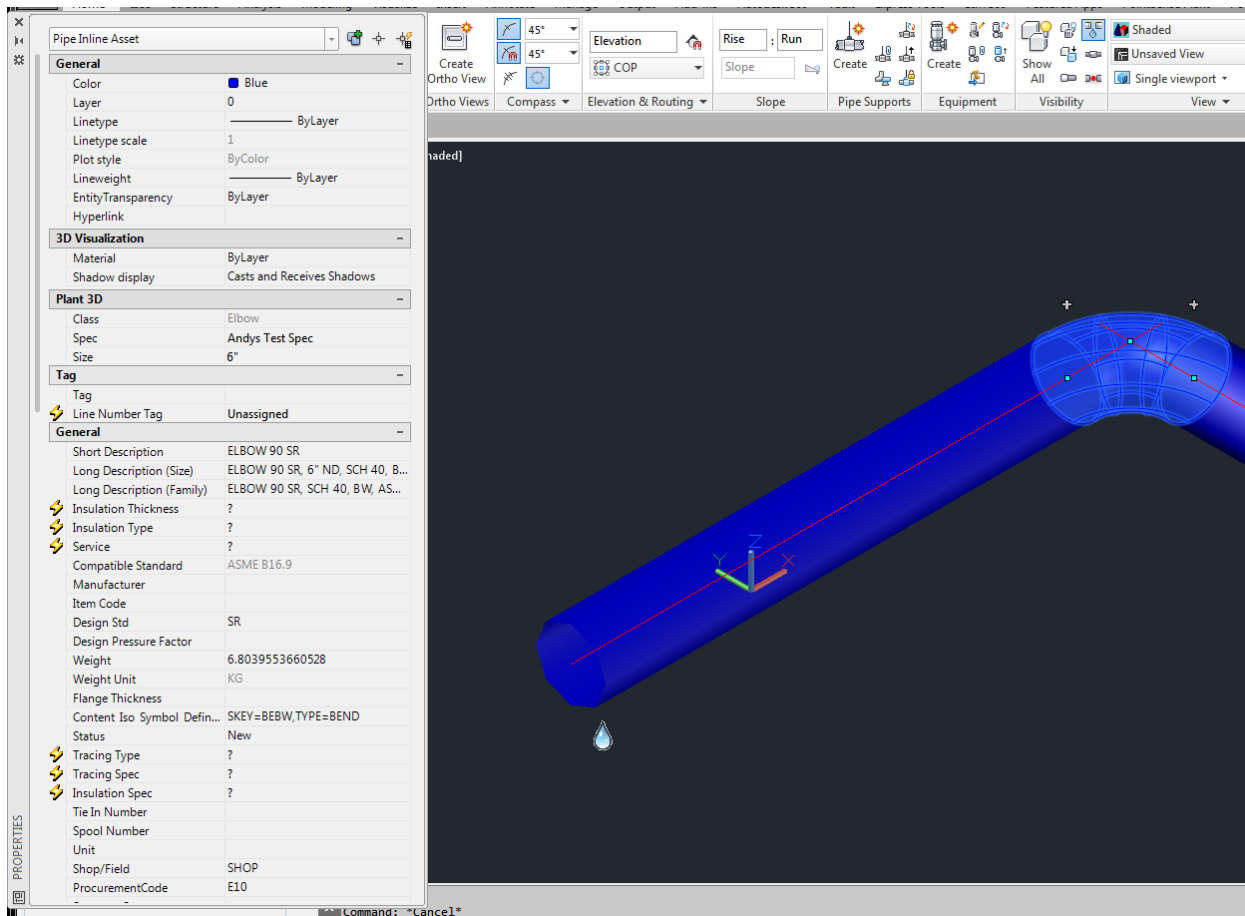 Pipe Inline Asset
General
Color Blue
Layer 0
Linetype ByLayer
Linetype scale 1
Plot style ByColor
Lineweight ByLayer
EntityTransparency ByLayer
Hyperlink
3D Visualization
Material ByLayer
Shadow display Casts and Receives Shadows
Plant 3D
Class Elbow
Spec Andys Test Spec
Size 6"
Tag
Tag
Line Number Tag Unassigned
General
Short Description ELBOW 90 SR
Long Description (Size) ELBOW 90 SR, 6" ND, SCH 40, B...
Long Description (Family) ELBOW 90 SR, SCH 40, BW, AS...
Insulation Thickness ?
Insulation Type ?
Service ?
Compatible Standard ASME B16.9
Manufacturer
Item Code
Design Std SR
Design Pressure Factor
Weight 6.8039553660528
Weight Unit KG
Flange Thickness
Content Iso Symbol Defin... SKEY=BEBW,TYPE=BEND
Status New
Tracing Type ?
Tracing Spec ?
Insulation Spec ?
Tie In Number
Spool Number
Unit
Shop/Field SHOP
ProcurementCode E10
PROPERTIES
Create
Ortho View
Ortho Views
45°
45°
Compass
Elevation
COP
Elevation & Routing
Rise : Run
Slope
Slope
Create
Pipe Supports
Create
Equipment
Show
All
Visibility
Shaded
Unsaved View
Single viewport
View
haded]
Z
Y X
Command: *Cancel*